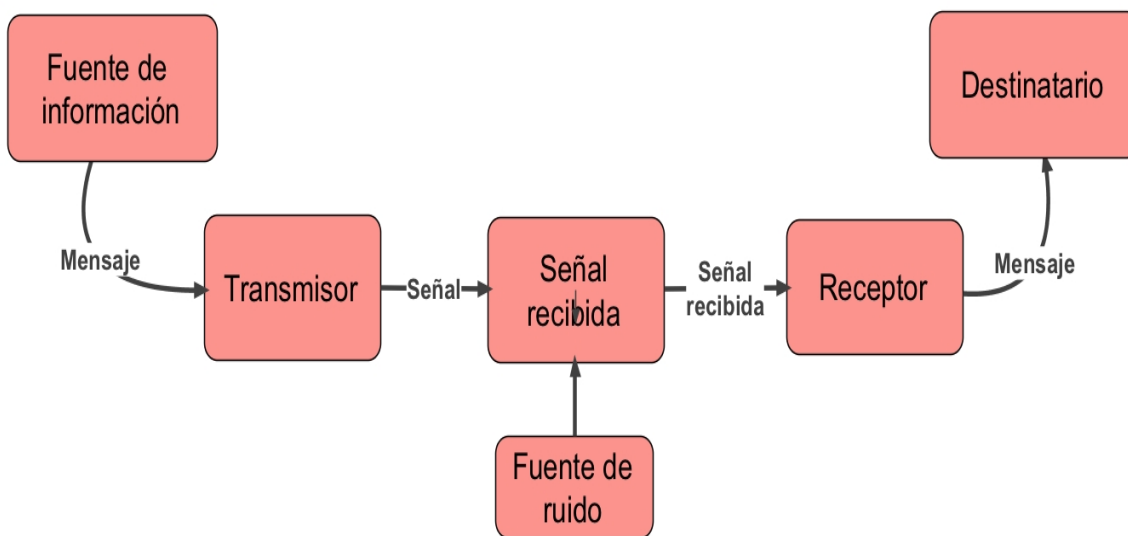 Fuente de
información
Destinatario
Mensaje
Transmisor
Señal
Señal
recibida
Señal
recibida
Receptor
Mensaje
Fuente de
ruido